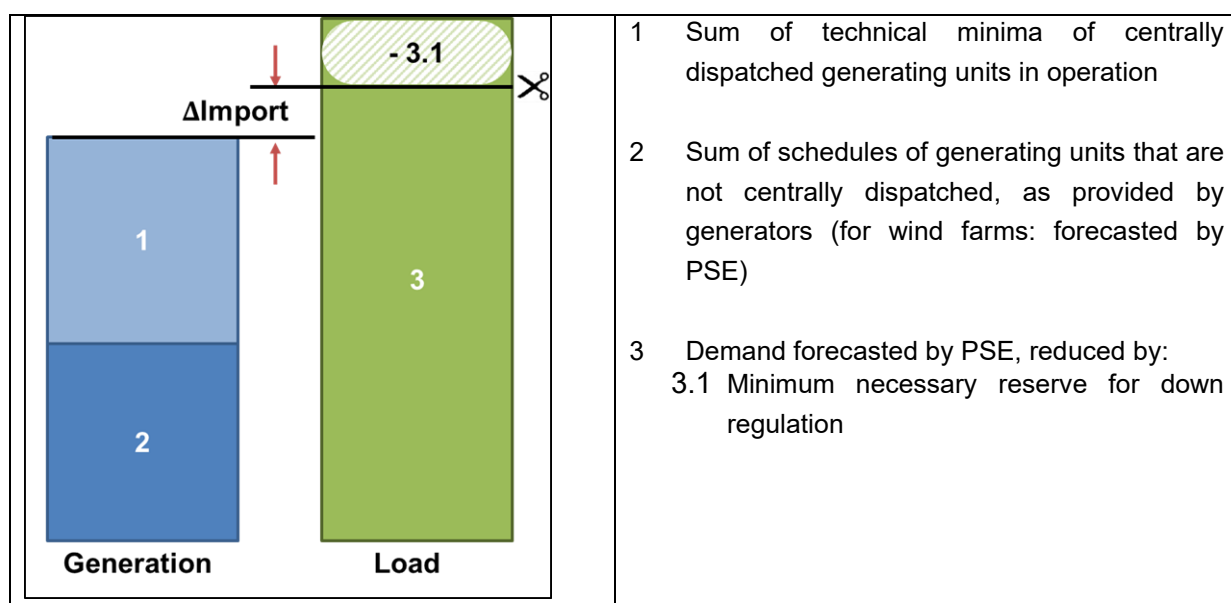 - 3.1
ΔImport
1
3
2
Generation
Load
1 Sum of technical minima of centrally
dispatched generating units in operation
2 Sum of schedules of generating units that are
not centrally dispatched, as provided by
generators (for wind farms: forecasted by
PSE)
3 Demand forecasted by PSE, reduced by:
3.1 Minimum necessary reserve for down
regulation